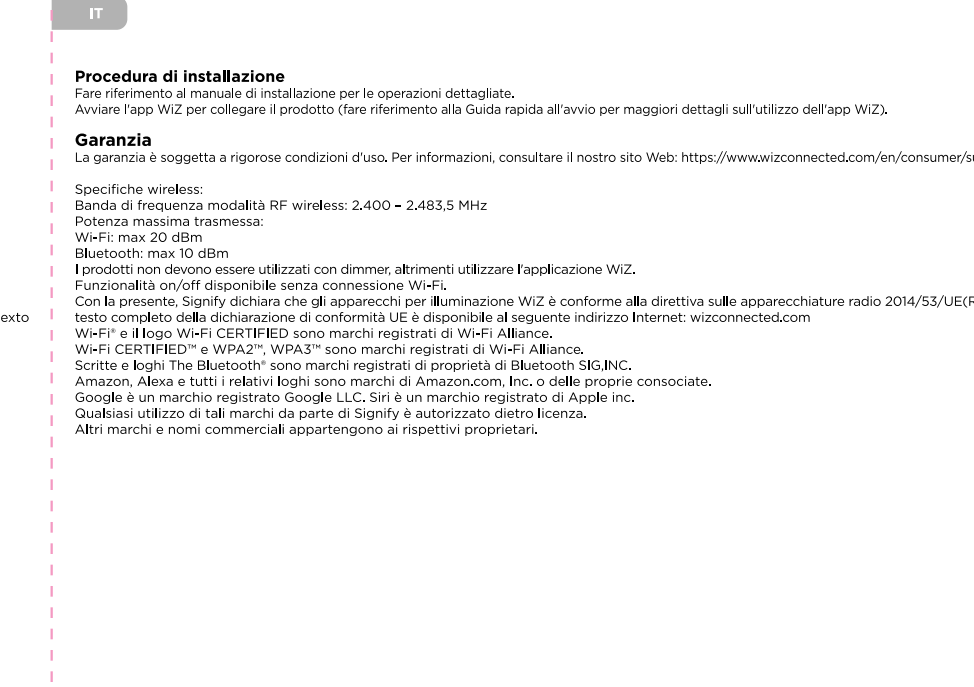 IT
Procedura di installazione
Fare riferimento al manuale di installazione per le operazioni dettagliate.
Avviare l'app WiZ per collegare il prodotto (fare riferimento alla Guida rapida all'avvio per maggiori dettagli sull'utilizzo dell'app WiZ).
Garanzia
La garanzia è soggetta a rigorose condizioni d'uso. Per informazioni, consultare il nostro sito Web: https://www.wizconnected.com/en/consumer/su
Specifiche wireless:
Banda di frequenza modalità RF wireless: 2.400 – 2.483,5 MHz
Potenza massima trasmessa:
Wi-Fi: max 20 dBm
Bluetooth: max 10 dBm
I prodotti non devono essere utilizzati con dimmer, altrimenti utilizzare l'applicazione WiZ.
Funzionalità on/off disponibile senza connessione Wi-Fi.
Con la presente, Signify dichiara che gli apparecchi per illuminazione WiZ è conforme alla direttiva sulle apparecchiature radio 2014/53/UE(R
exto
testo completo della dichiarazione di conformità UE è disponibile al seguente indirizzo Internet: wizconnected.com
Wi-Fi® e il logo Wi-Fi CERTIFIED sono marchi registrati di Wi-Fi Alliance.
Wi-Fi CERTIFIED™ e WPA2™, WPA3™ sono marchi registrati di Wi-Fi Alliance.
Scritte e loghi The Bluetooth® sono marchi registrati di proprietà di Bluetooth SIG,INC.
Amazon, Alexa e tutti i relativi loghi sono marchi di Amazon.com, Inc. o delle proprie consociate.
Google è un marchio registrato Google LLC. Siri è un marchio registrato di Apple inc.
Qualsiasi utilizzo di tali marchi da parte di Signify è autorizzato dietro licenza.
Altri marchi e nomi commerciali appartengono ai rispettivi proprietari.